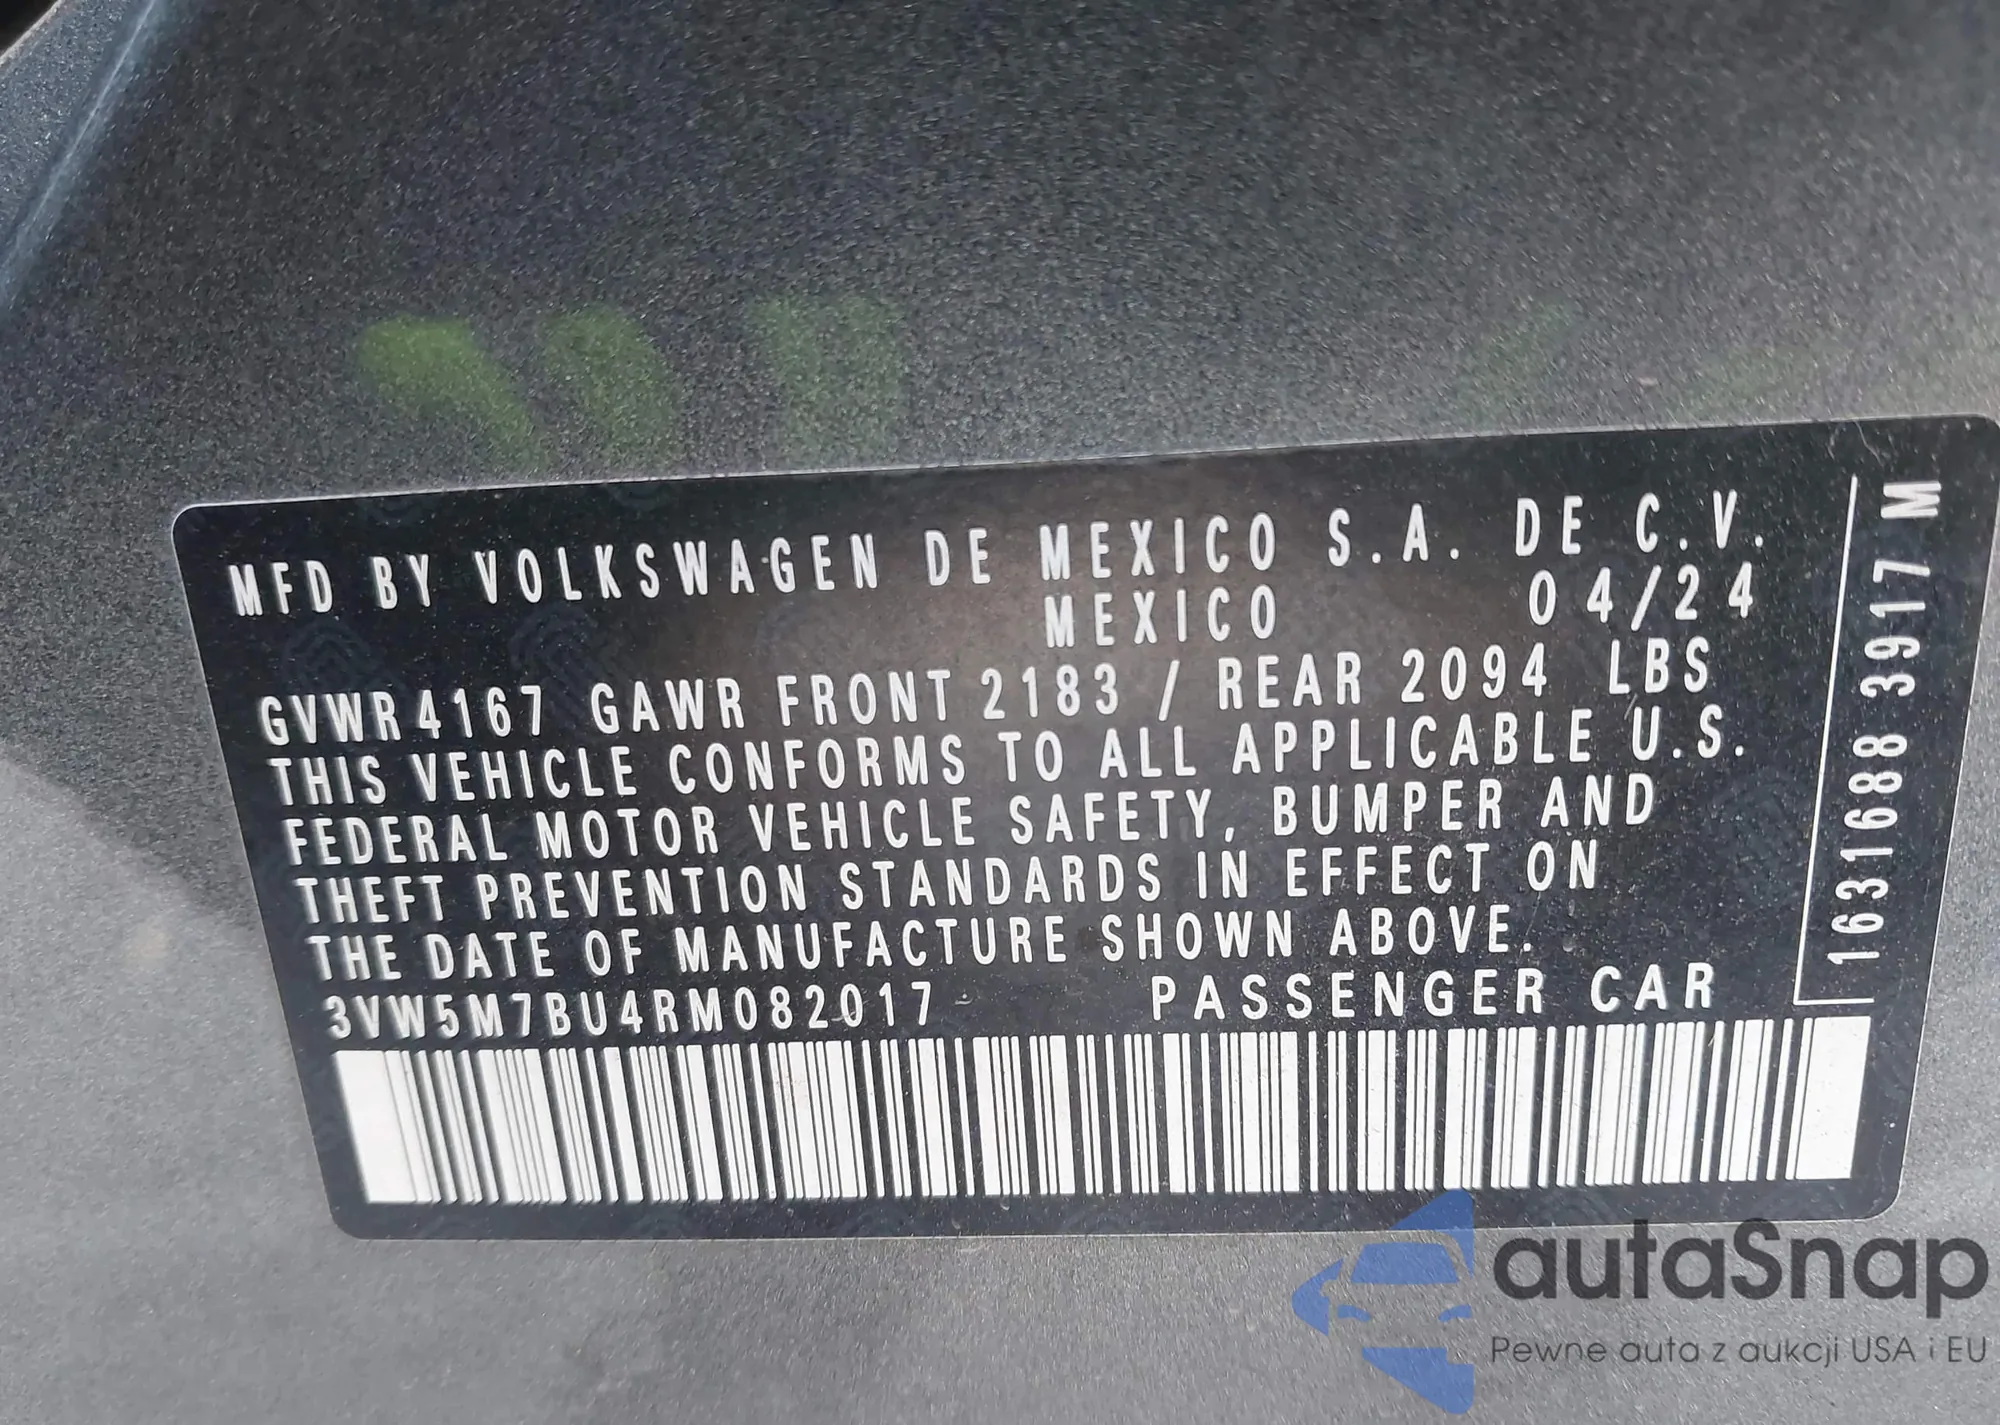 MFD BY VOLKSWAGEN DE MEXICO S.A. DE C.V.
MEXICO 04/24
GVWR 4167 GAWR FRONT 2183 / REAR 2094 LBS
THIS VEHICLE CONFORMS TO ALL APPLICABLE U.S.
FEDERAL MOTOR VEHICLE SAFETY, BUMPER AND
THEFT PREVENTION STANDARDS IN EFFECT ON
THE DATE OF MANUFACTURE SHOWN ABOVE.
3VW5M7BU4RM082017 PASSENGER CAR
1631688 3917 M
autaSnap
Pewne auta z aukcji USA i EU